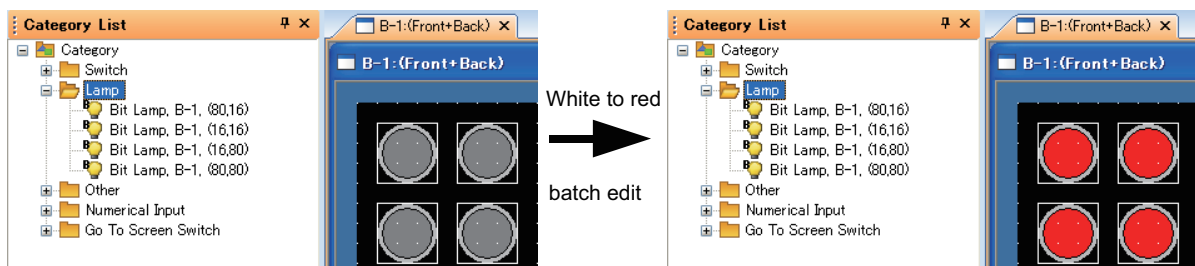 Category List
B-1:(Front+Back)
Category
B-1:(Front+Back)
Switch
Lamp
Bit Lamp, B-1, (80,16)
Bit Lamp, B-1, (16,16)
Bit Lamp, B-1, (16,80)
Bit Lamp, B-1, (80,80)
Other
Numerical Input
Go To Screen Switch
White to red
batch edit
Category List
B-1:(Front+Back)
Category
B-1:(Front+Back)
Switch
Lamp
Bit Lamp, B-1, (80,16)
Bit Lamp, B-1, (16,16)
Bit Lamp, B-1, (16,80)
Bit Lamp, B-1, (80,80)
Other
Numerical Input
Go To Screen Switch